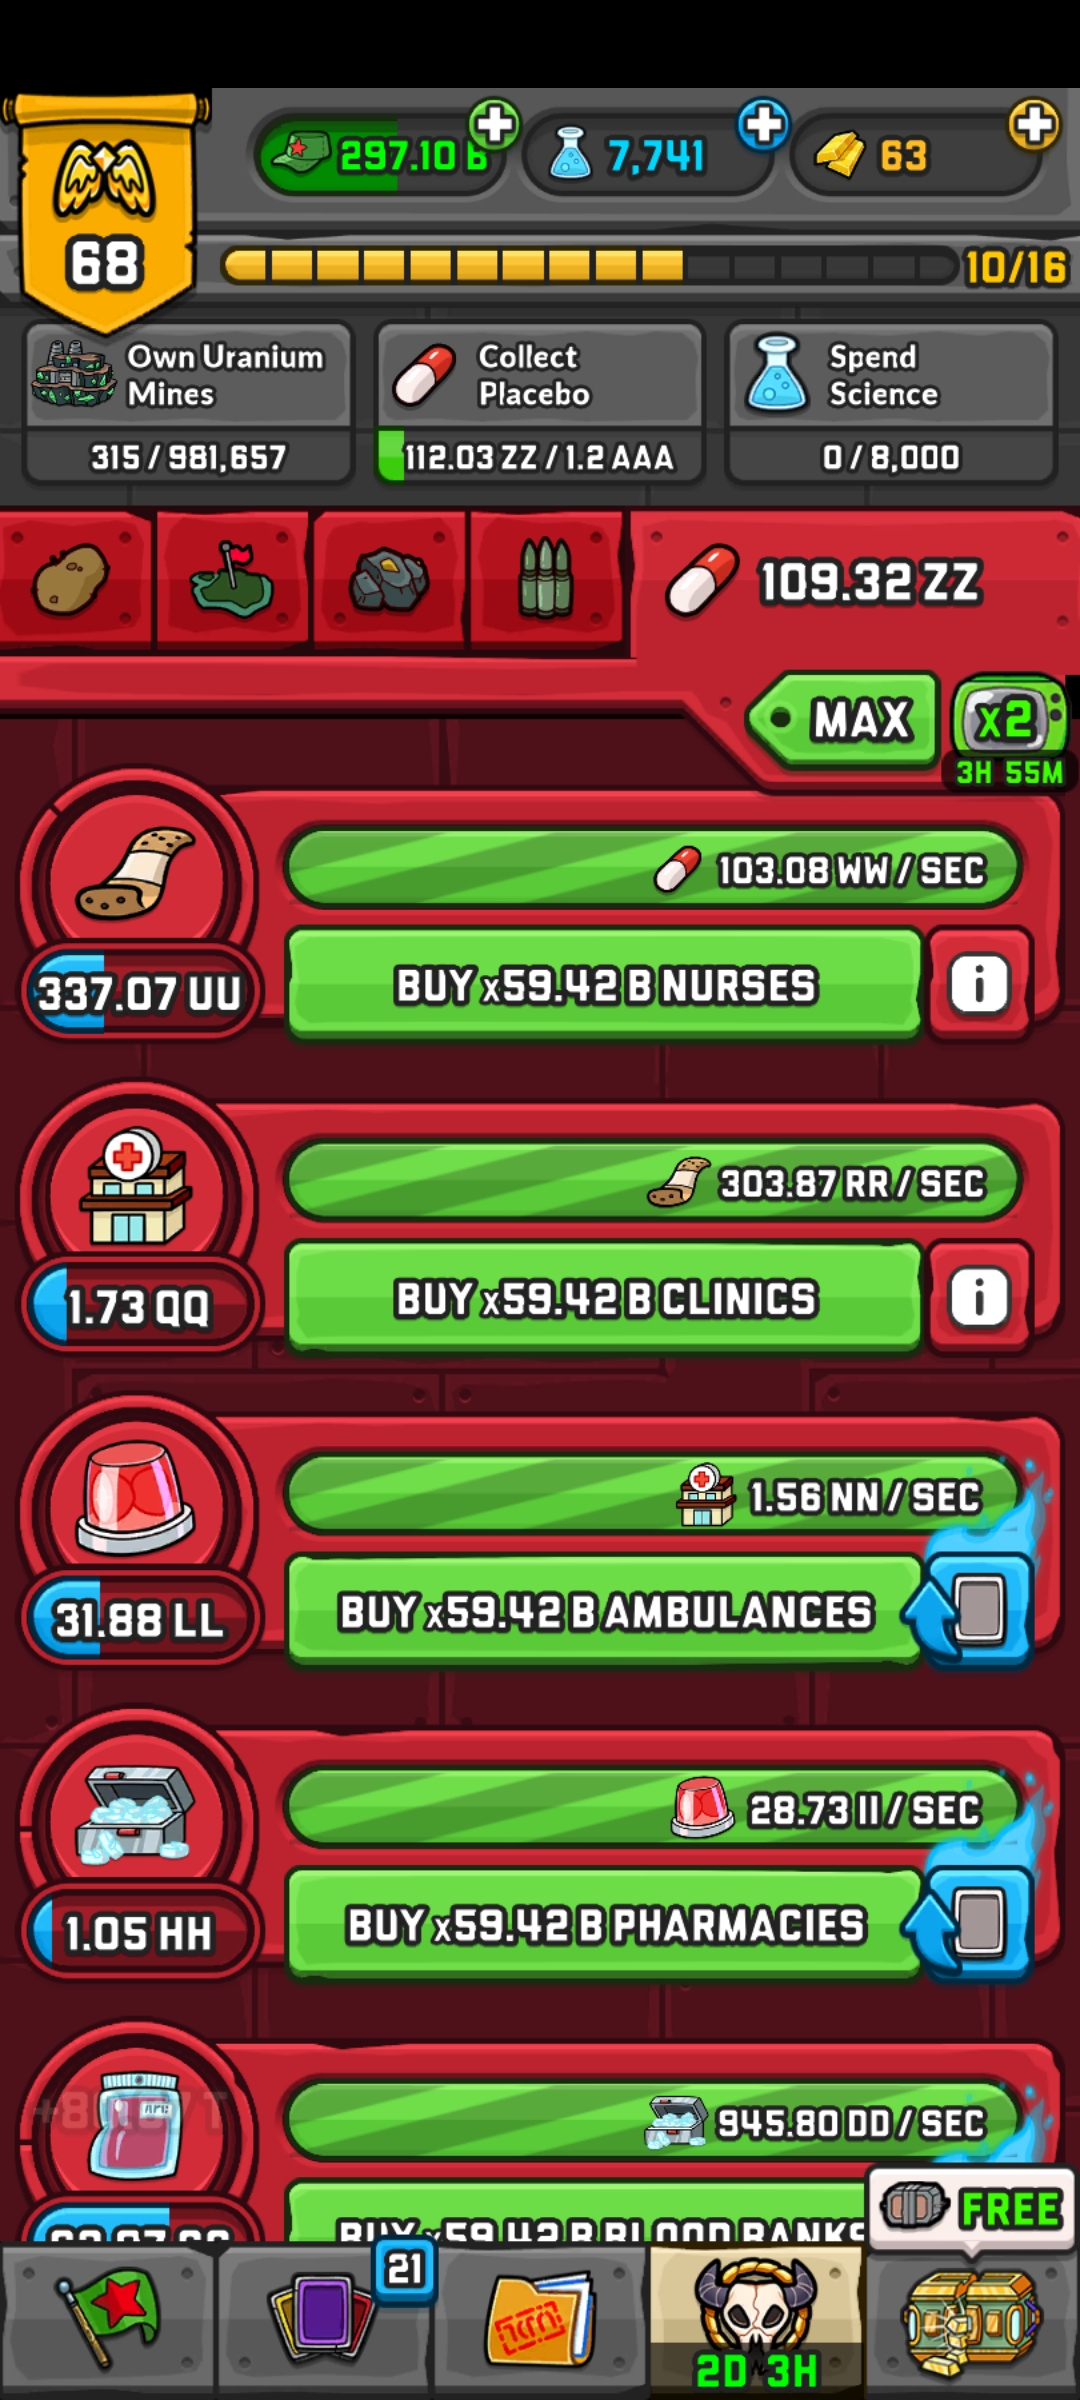 297.10 B
7,741
63
68
10/16
Own Uranium
Mines
315 / 981,657
Collect
Placebo
112.03 ZZ / 1.2 AAA
Spend
Science
0 / 8,000
109.32 ZZ
MAX
x2
3H 55M
103.08 WW / SEC
337.07 UU
BUY x59.42 B NURSES
i
303.87 RR / SEC
1.73 QQ
BUY x59.42 B CLINICS
i
1.56 NN / SEC
31.88 LL
BUY x59.42 B AMBULANCES
28.73 II / SEC
1.05 HH
BUY x59.42 B PHARMACIES
945.80 DD / SEC
BUY x59.42 B BLOOD BANKS
FREE
21
2D 3H